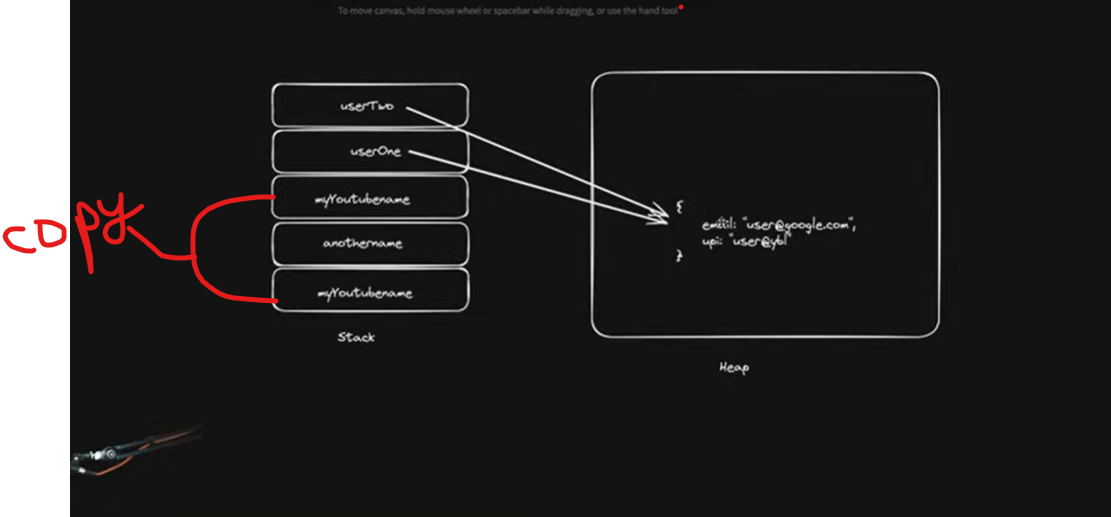 To move canvas, hold mouse wheel or spacebar while dragging, or use the hand tool
userTwo
userOne
myYoutubename
anothername
myYoutubename
copy
Stack
{
email: "user@google.com",
upi: "user@ybl"
}
Heap